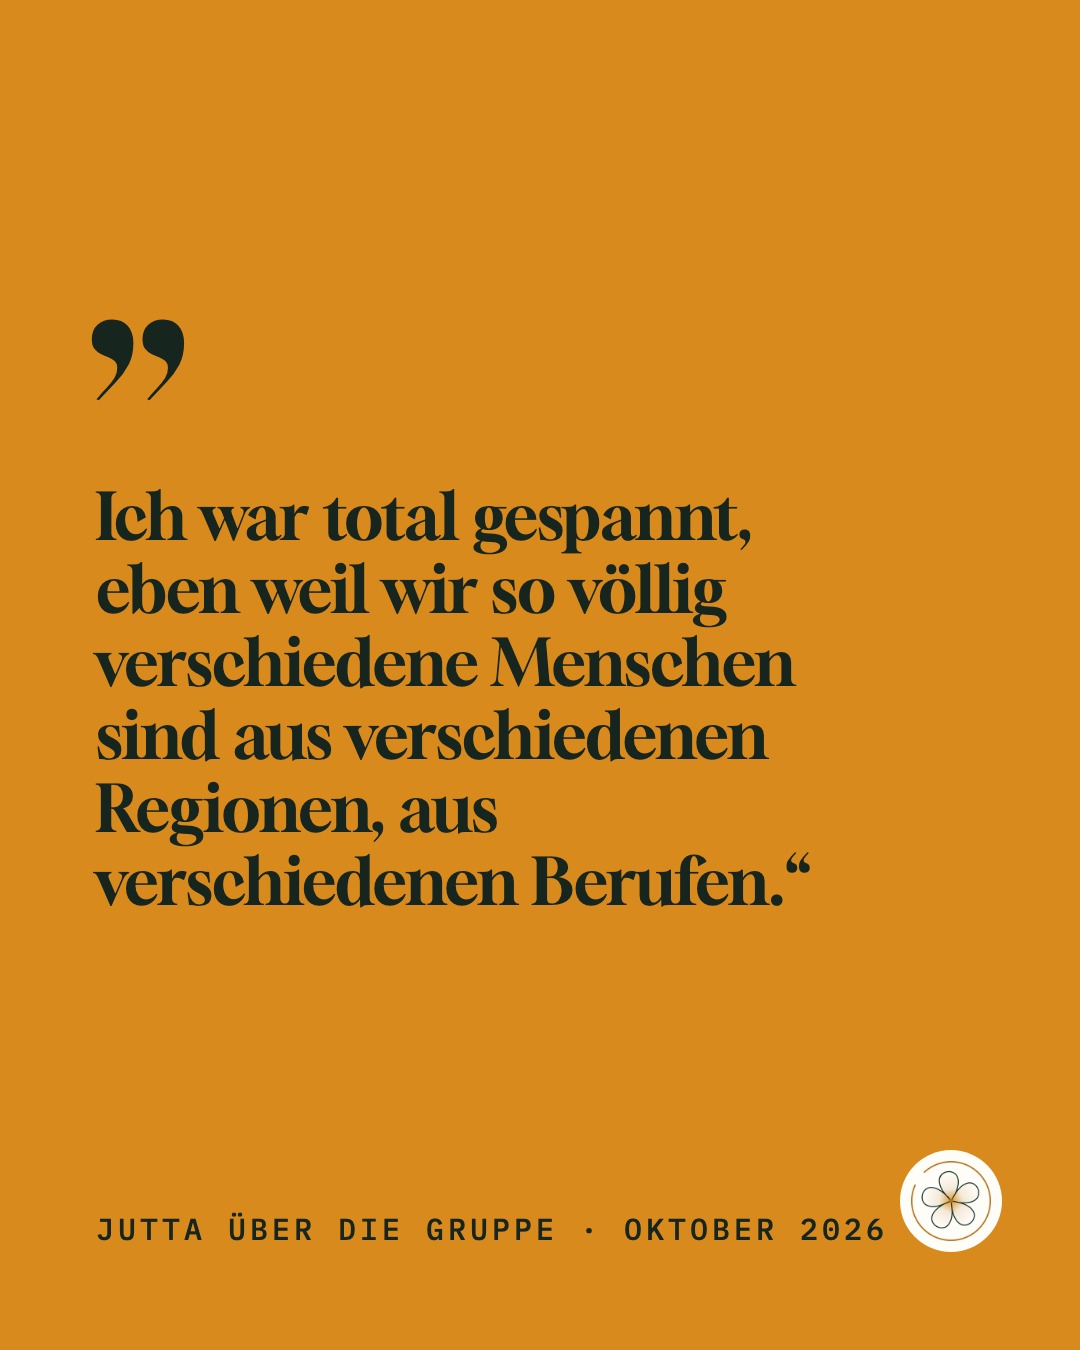 ”
Ich war total gespannt,
eben weil wir so völlig
verschiedene Menschen
sind aus verschiedenen
Regionen, aus
verschiedenen Berufen.“
JUTTA ÜBER DIE GRUPPE · OKTOBER 2026